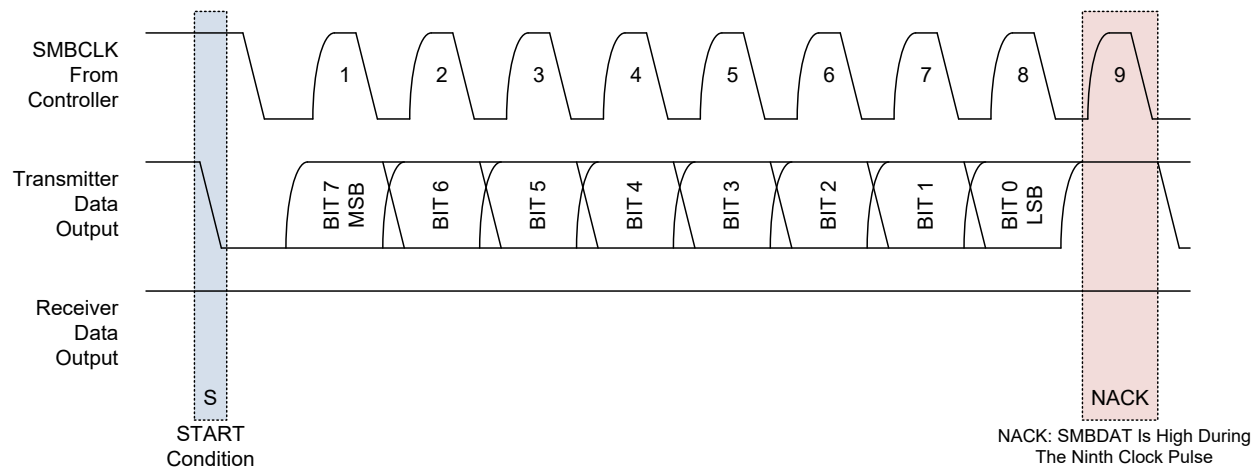 SMBCLK
From
Controller
1 2 3 4 5 6 7 8 9
Transmitter
Data
Output
BIT 7
MSB
BIT 6
BIT 5
BIT 4
BIT 3
BIT 2
BIT 1
BIT 0
LSB
Receiver
Data
Output
S
NACK
START
Condition
NACK: SMBDAT Is High During
The Ninth Clock Pulse